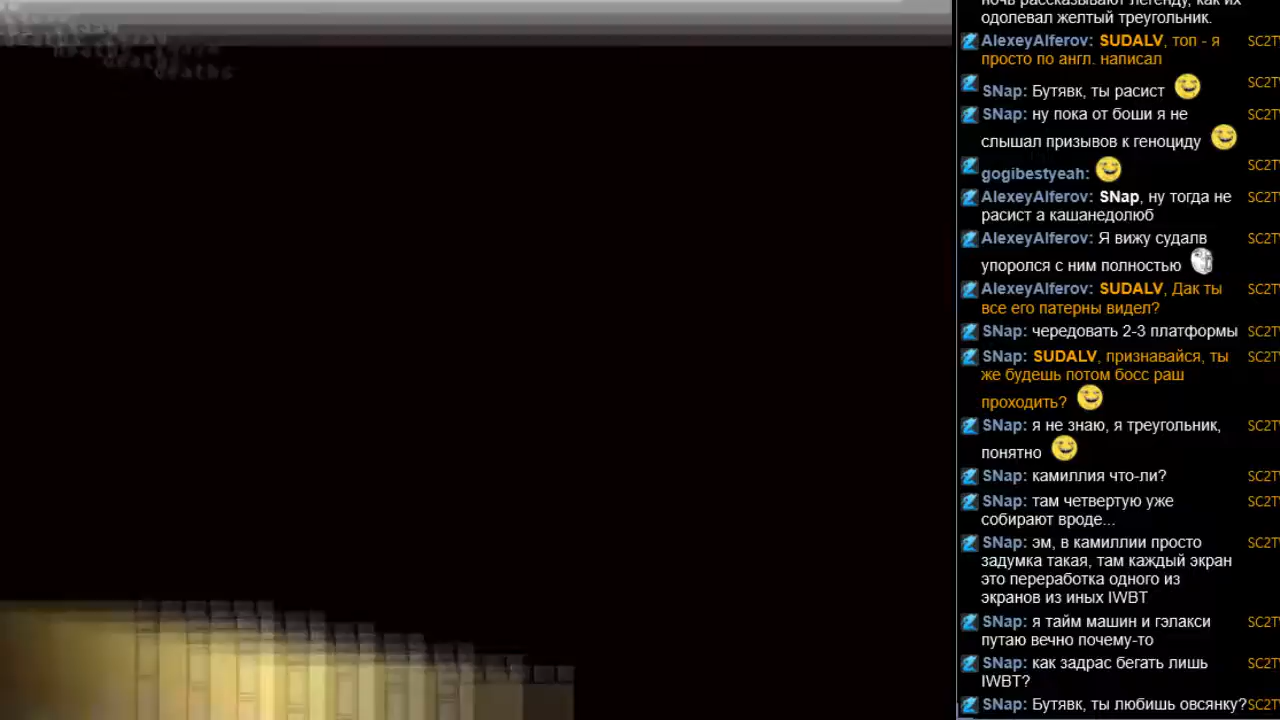 ночь рассказывают легенду, как их
одолевал желтый треугольник.
AlexeyAlferov: SUDALV, топ - я
просто по англ. написал
SNap: Бутявк, ты расист
SNap: ну пока от боши я не
слышал призывов к геноциду
gogibestyeah:
AlexeyAlferov: SNap, ну тогда не
расист а кашанедолюб
AlexeyAlferov: Я вижу судалв
упоролся с ним полностью
AlexeyAlferov: SUDALV, Дак ты
все его патерны видел?
SNap: чередовать 2-3 платформы
SNap: SUDALV, признавайся, ты
же будешь потом босс раш
проходить?
SNap: я не знаю, я треугольник,
понятно
SNap: камиллия что-ли?
SNap: там четвертую уже
собирают вроде...
SNap: эм, в камиллии просто
задумка такая, там каждый экран
это переработка одного из
экранов из иных IWBT
SNap: я тайм машин и гэлакси
путаю вечно почему-то
SNap: как задрас бегать лишь
IWBT?
SNap: Бутявк, ты любишь овсянку?
deaths